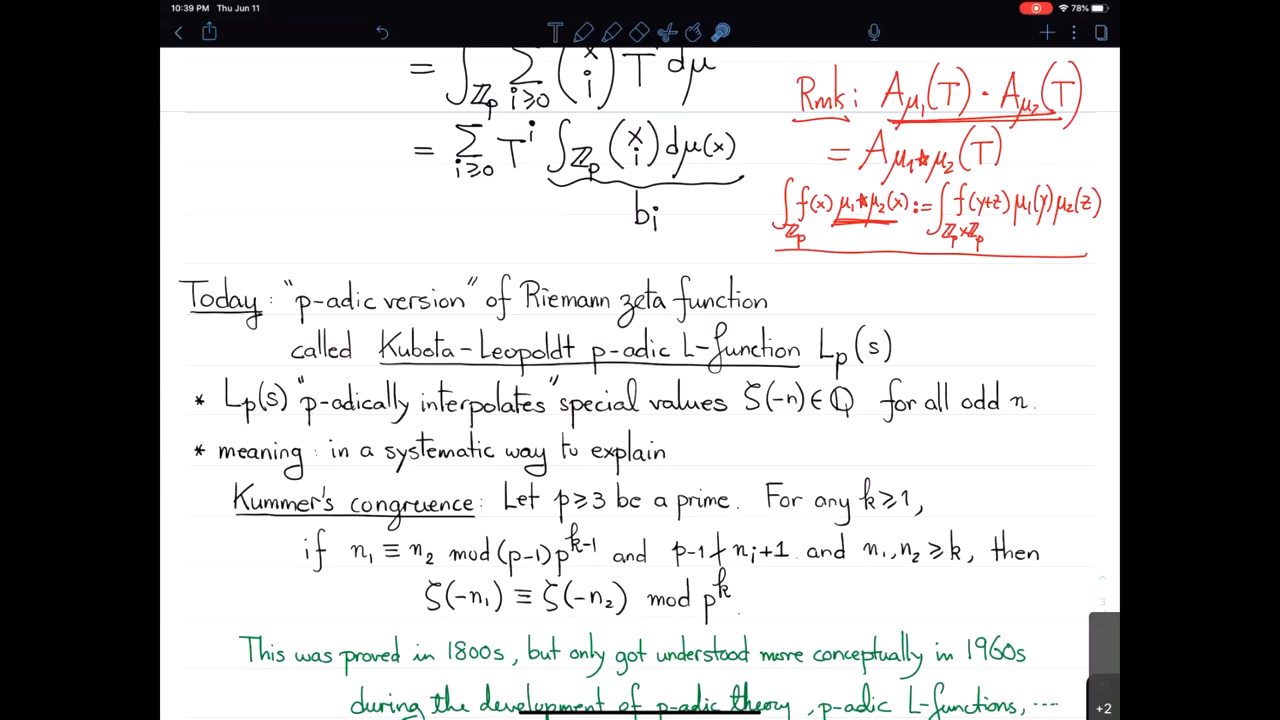 10:39 PM Thu Jun 11
78%
= ∫_{ℤp} Σ_{i≥0} (x i) T dμ
= Σ_{i≥0} T^i ∫_{ℤp} (x i) dμ(x)
b_i
Rmk: A_{μ1}(T) · A_{μ2}(T)
= A_{μ1*μ2}(T)
∫_{ℤp} f(x) μ1*μ2(x) := ∫_{ℤp×ℤp} f(y+z) μ1(y) μ2(z)
Today: "p-adic version" of Riemann zeta function
called Kubota-Leopoldt p-adic L-function Lp(s)
* Lp(s) "p-adically interpolates" special values ζ(-n) ∈ ℚ for all odd n.
* meaning: in a systematic way to explain
Kummer's congruence: Let p≥3 be a prime. For any k≥1,
if n1 ≡ n2 mod (p-1)p^{k-1} and p-1∤n_i+1 and n1, n2 ≥ k, then
ζ(-n1) ≡ ζ(-n2) mod p^k.
This was proved in 1800s, but only got understood more conceptually in 1960s
during the development of p-adic theory, p-adic L-functions, ....
3
+2